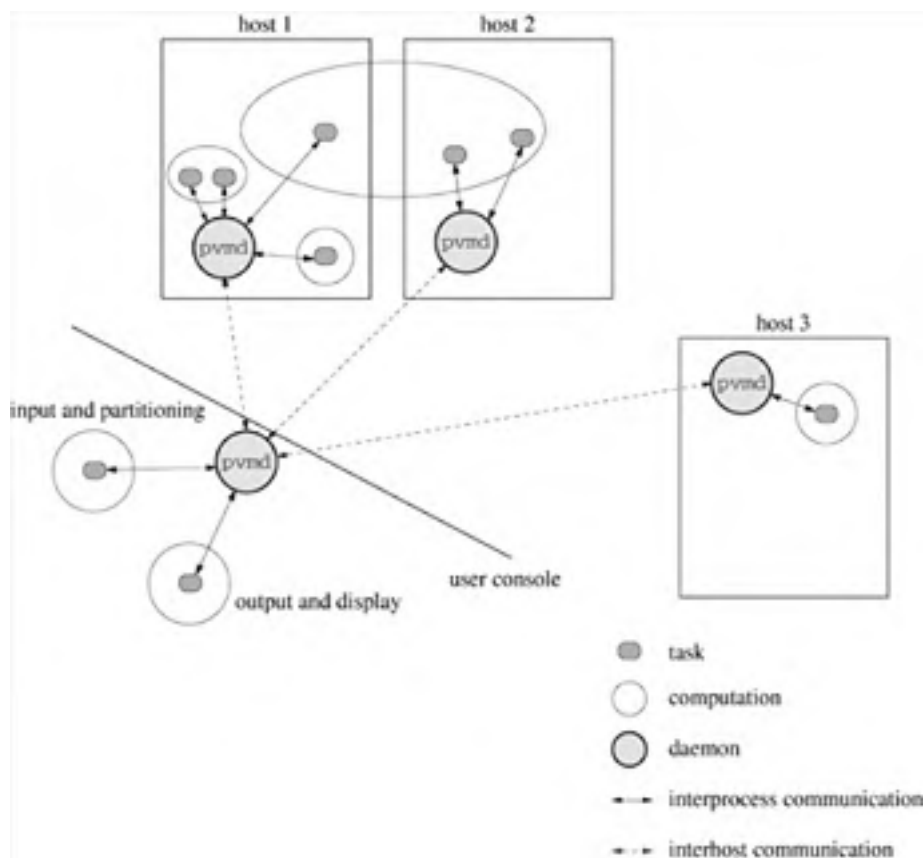 host 1
host 2
pvmd
pvmd
host 3
pvmd
input and partitioning
pvmd
user console
output and display
task
computation
daemon
interprocess communication
interhost communication